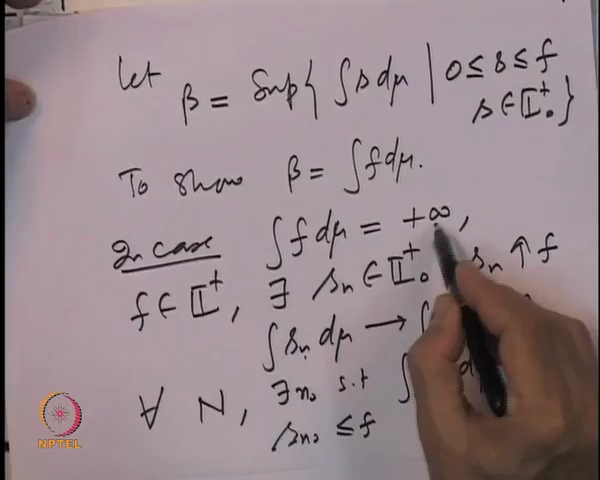 Let
β = Sup{ ∫ s dμ | 0 ≤ s ≤ f
s ∈ 𝕃₀⁺ }
To show β = ∫ f dμ.
In case ∫ f dμ = +∞,
f ∈ 𝕃⁺, ∃ sₙ ∈ 𝕃₀⁺ sₙ ↑ f
∫ sₙ dμ → ∫
∀ N, ∃ n₀ s.t ∫
sₙ₀ ≤ f
NPTEL